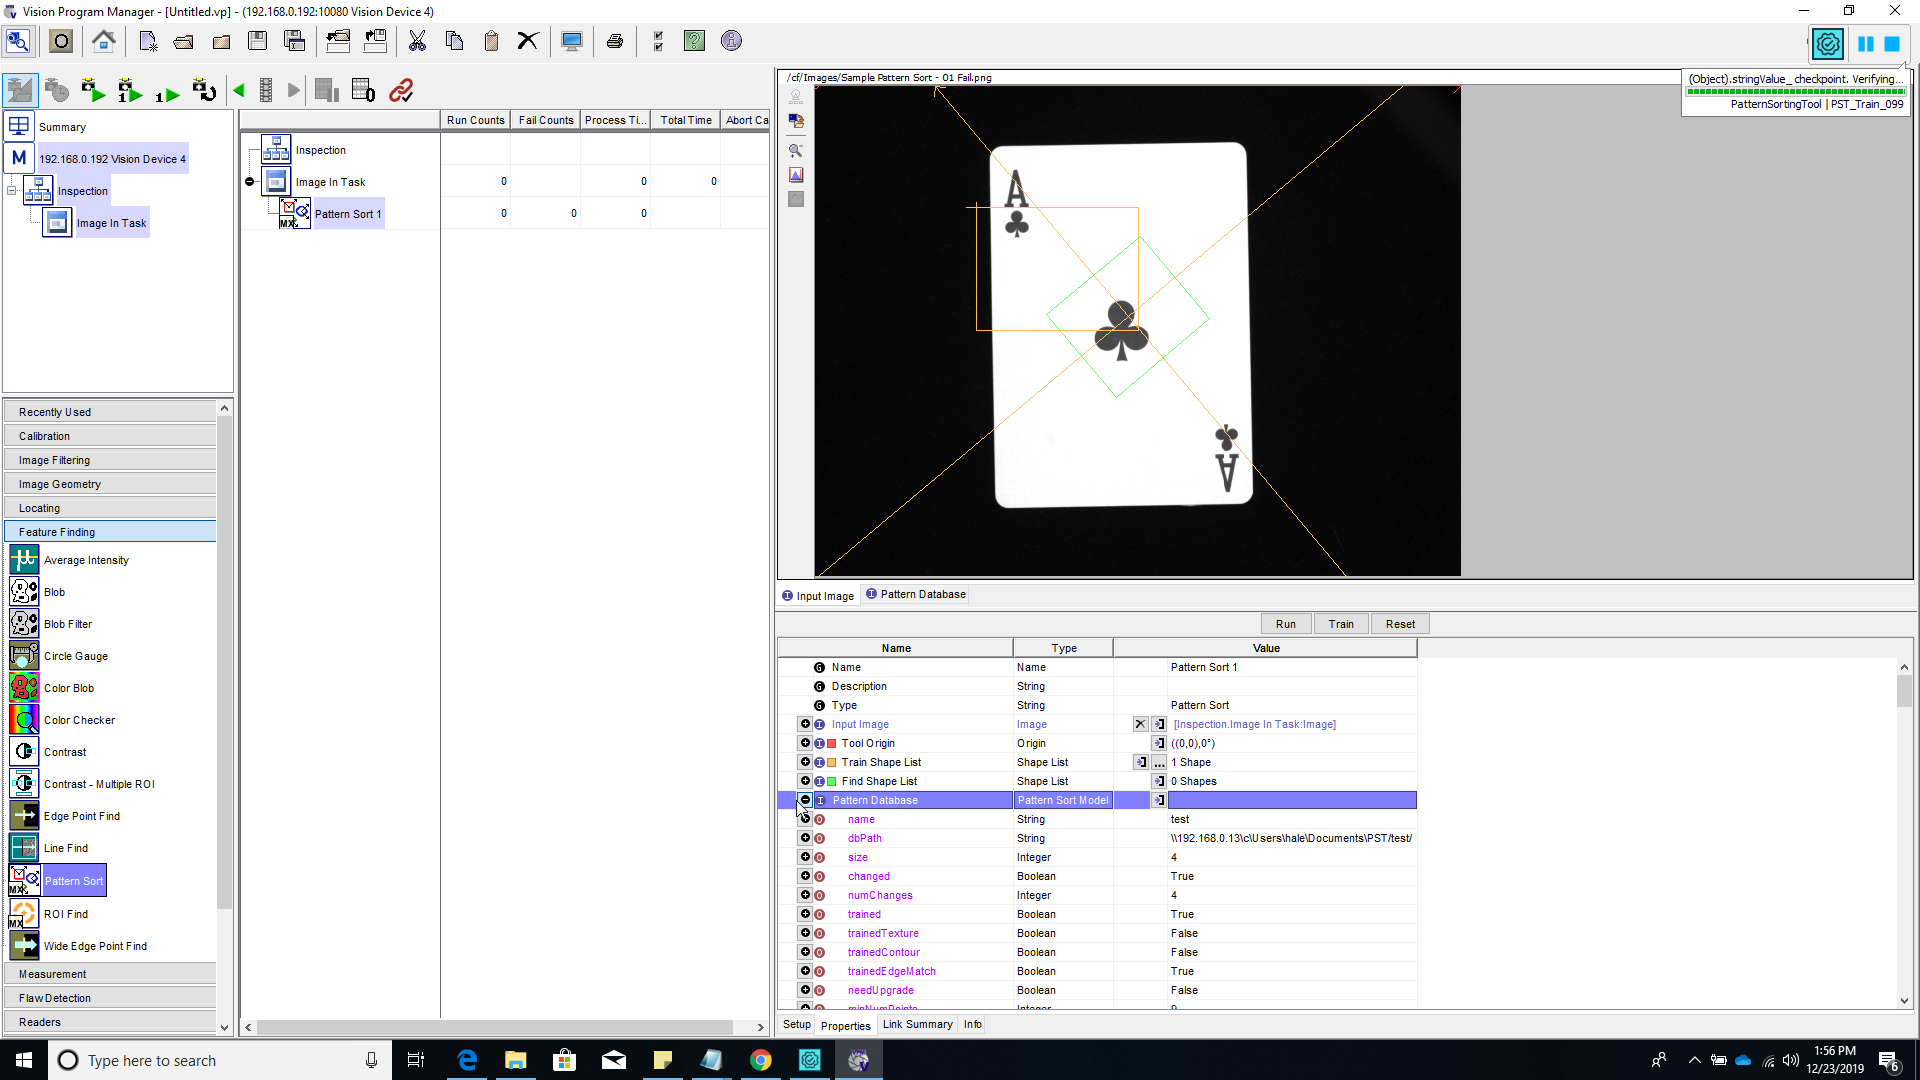 Vision Program Manager - [Untitled.vp] - (192.168.0.192:10080 Vision Device 4)
(Object).stringValue_ checkpoint. Verifying...
PatternSortingTool | PST_Train_099
Summary
M 192.168.0.192 Vision Device 4
Inspection
Image In Task
Run Counts Fail Counts Process Ti... Total Time Abort Ca
Inspection
Image In Task 0 0 0
Pattern Sort 1 0 0 0
/cf/Images/Sample Pattern Sort - 01 Fail.png
A
A
Recently Used
Calibration
Image Filtering
Image Geometry
Locating
Feature Finding
Average Intensity
Blob
Blob Filter
Circle Gauge
Color Blob
Color Checker
Contrast
Contrast - Multiple ROI
Edge Point Find
Line Find
MX Pattern Sort
MX ROI Find
Wide Edge Point Find
Measurement
Flaw Detection
Readers
Input Image Pattern Database
Run Train Reset
Name Type Value
Name Name Pattern Sort 1
Description String
Type String Pattern Sort
Input Image Image [Inspection.Image In Task:Image]
Tool Origin Origin ((0,0),0°)
Train Shape List Shape List ... 1 Shape
Find Shape List Shape List 0 Shapes
Pattern Database Pattern Sort Model
name String test
dbPath String \\192.168.0.13\c\Users\hale\Documents\PST/test/
size Integer 4
changed Boolean True
numChanges Integer 4
trained Boolean True
trainedTexture Boolean False
trainedContour Boolean False
trainedEdgeMatch Boolean True
needUpgrade Boolean False
Setup Properties Link Summary Info
Type here to search
1:56 PM
12/23/2019
6